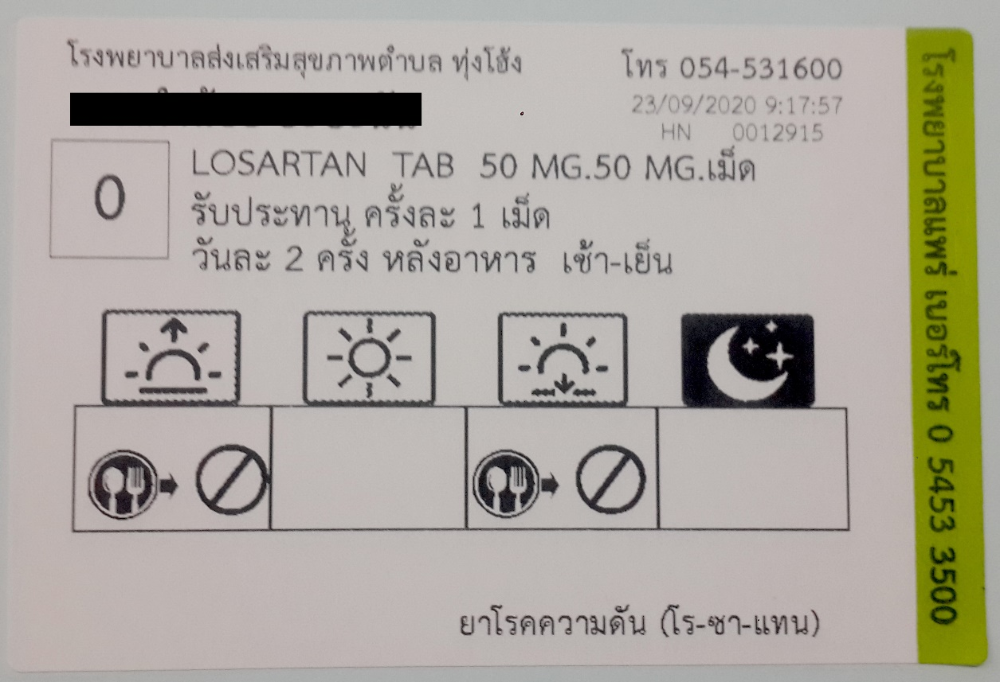 โรงพยาบาลส่งเสริมสุขภาพตำบล ทุ่งโฮ้ง
โทร 054-531600
23/09/2020 9:17:57
HN 0012915
0
LOSARTAN TAB 50 MG.50 MG.เม็ด
รับประทาน ครั้งละ 1 เม็ด
วันละ 2 ครั้ง หลังอาหาร เช้า-เย็น
ยาโรคความดัน (โร-ซา-แทน)
โรงพยาบาลแพร่ เบอร์โทร 0 5453 3500